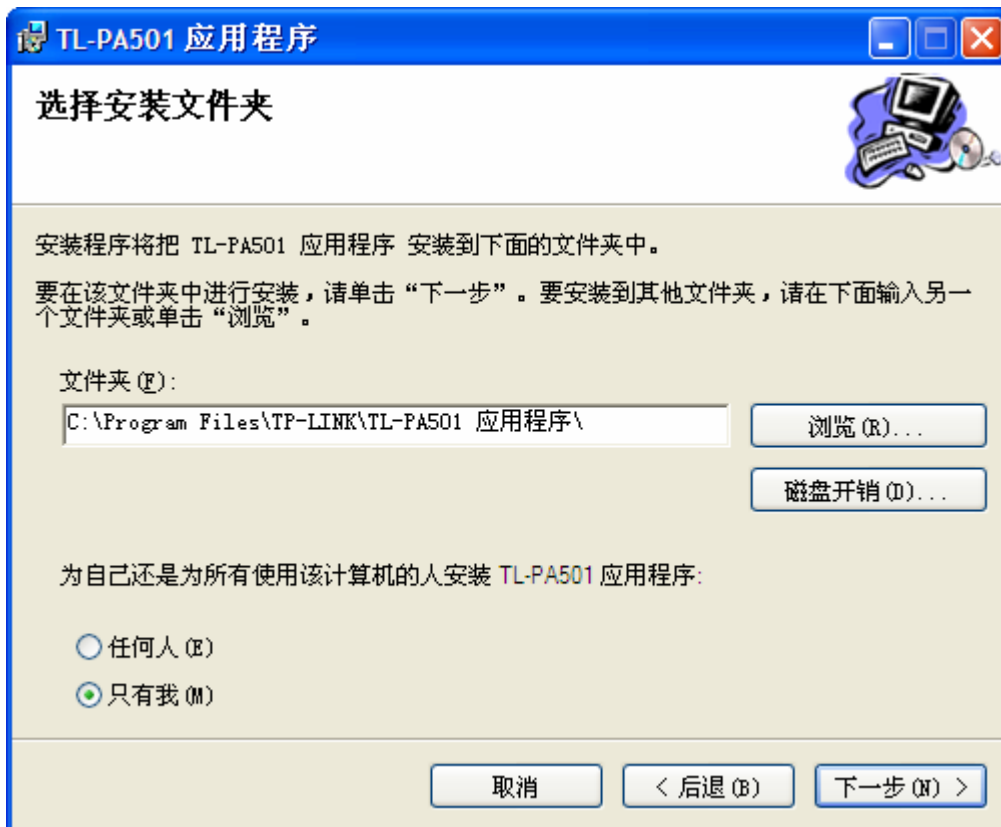 TL-PA501 应用程序
选择安装文件夹
安装程序将把 TL-PA501 应用程序 安装到下面的文件夹中。
要在该文件夹中进行安装，请单击“下一步”。要安装到其他文件夹，请在下面输入另一
个文件夹或单击“浏览”。
文件夹(F):
C:\Program Files\TP-LINK\TL-PA501 应用程序\
浏览(R)...
磁盘开销(D)...
为自己还是为所有使用该计算机的人安装 TL-PA501 应用程序:
任何人(E)
只有我(M)
取消
< 后退(B)
下一步(N) >